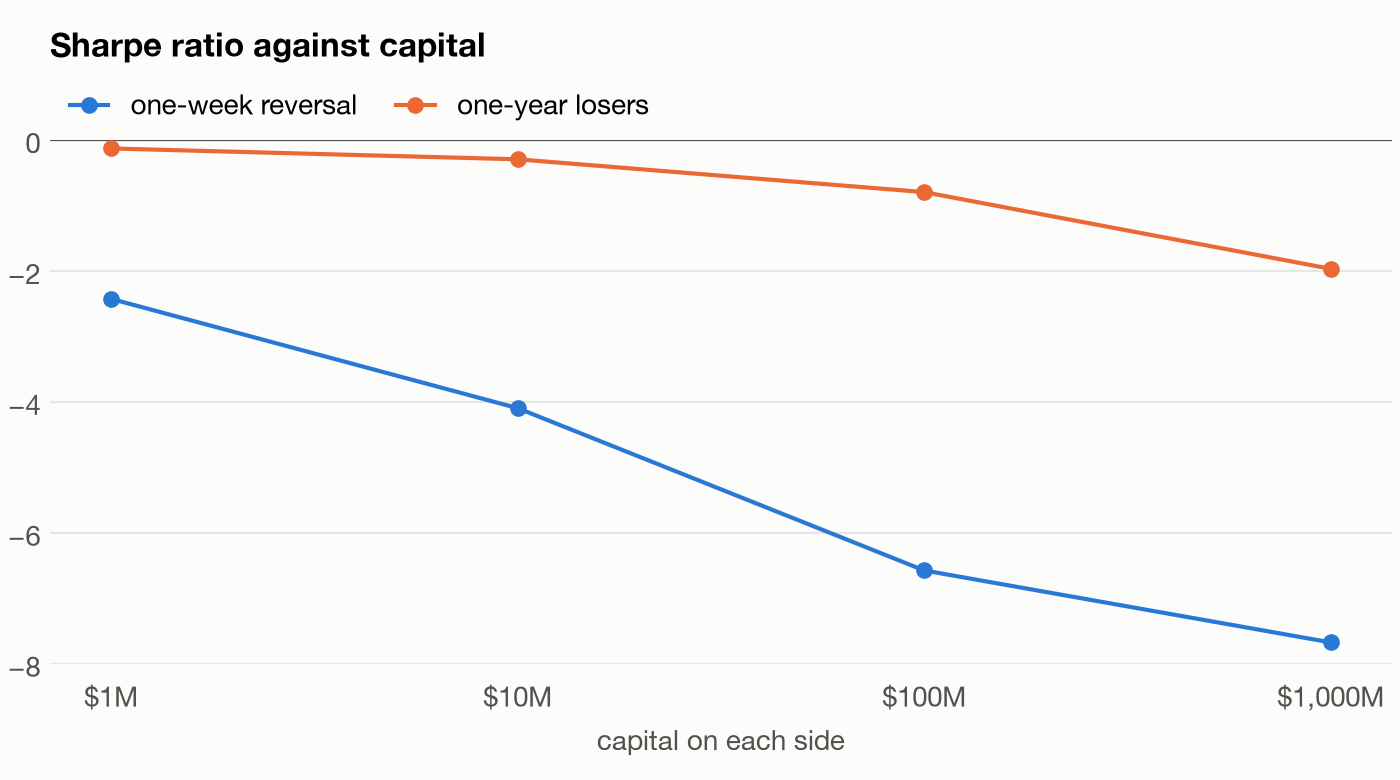 Sharpe ratio against capital
one-week reversal one-year losers
0
−2
−4
−6
−8
$1M $10M $100M $1,000M
capital on each side